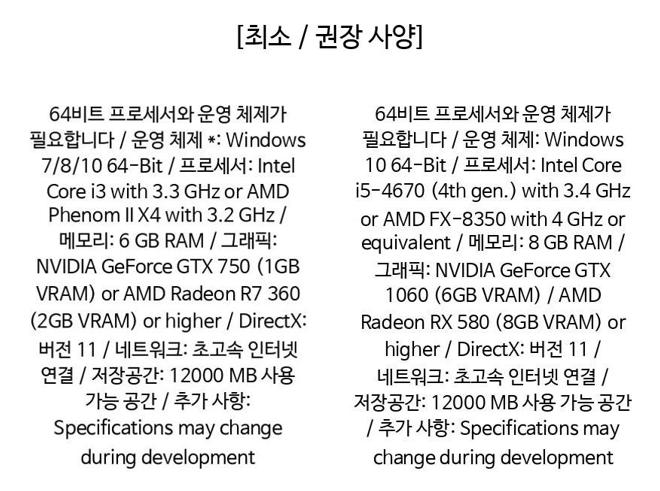 [최소 / 권장 사양]
64비트 프로세서와 운영 체제가
필요합니다 / 운영 체제 *: Windows
7/8/10 64-Bit / 프로세서: Intel
Core i3 with 3.3 GHz or AMD
Phenom II X4 with 3.2 GHz /
메모리: 6 GB RAM / 그래픽:
NVIDIA GeForce GTX 750 (1GB
VRAM) or AMD Radeon R7 360
(2GB VRAM) or higher / DirectX:
버전 11 / 네트워크: 초고속 인터넷
연결 / 저장공간: 12000 MB 사용
가능 공간 / 추가 사항:
Specifications may change
during development
64비트 프로세서와 운영 체제가
필요합니다 / 운영 체제: Windows
10 64-Bit / 프로세서: Intel Core
i5-4670 (4th gen.) with 3.4 GHz
or AMD FX-8350 with 4 GHz or
equivalent / 메모리: 8 GB RAM /
그래픽: NVIDIA GeForce GTX
1060 (6GB VRAM) / AMD
Radeon RX 580 (8GB VRAM) or
higher / DirectX: 버전 11 /
네트워크: 초고속 인터넷 연결 /
저장공간: 12000 MB 사용 가능 공간
/ 추가 사항: Specifications may
change during development